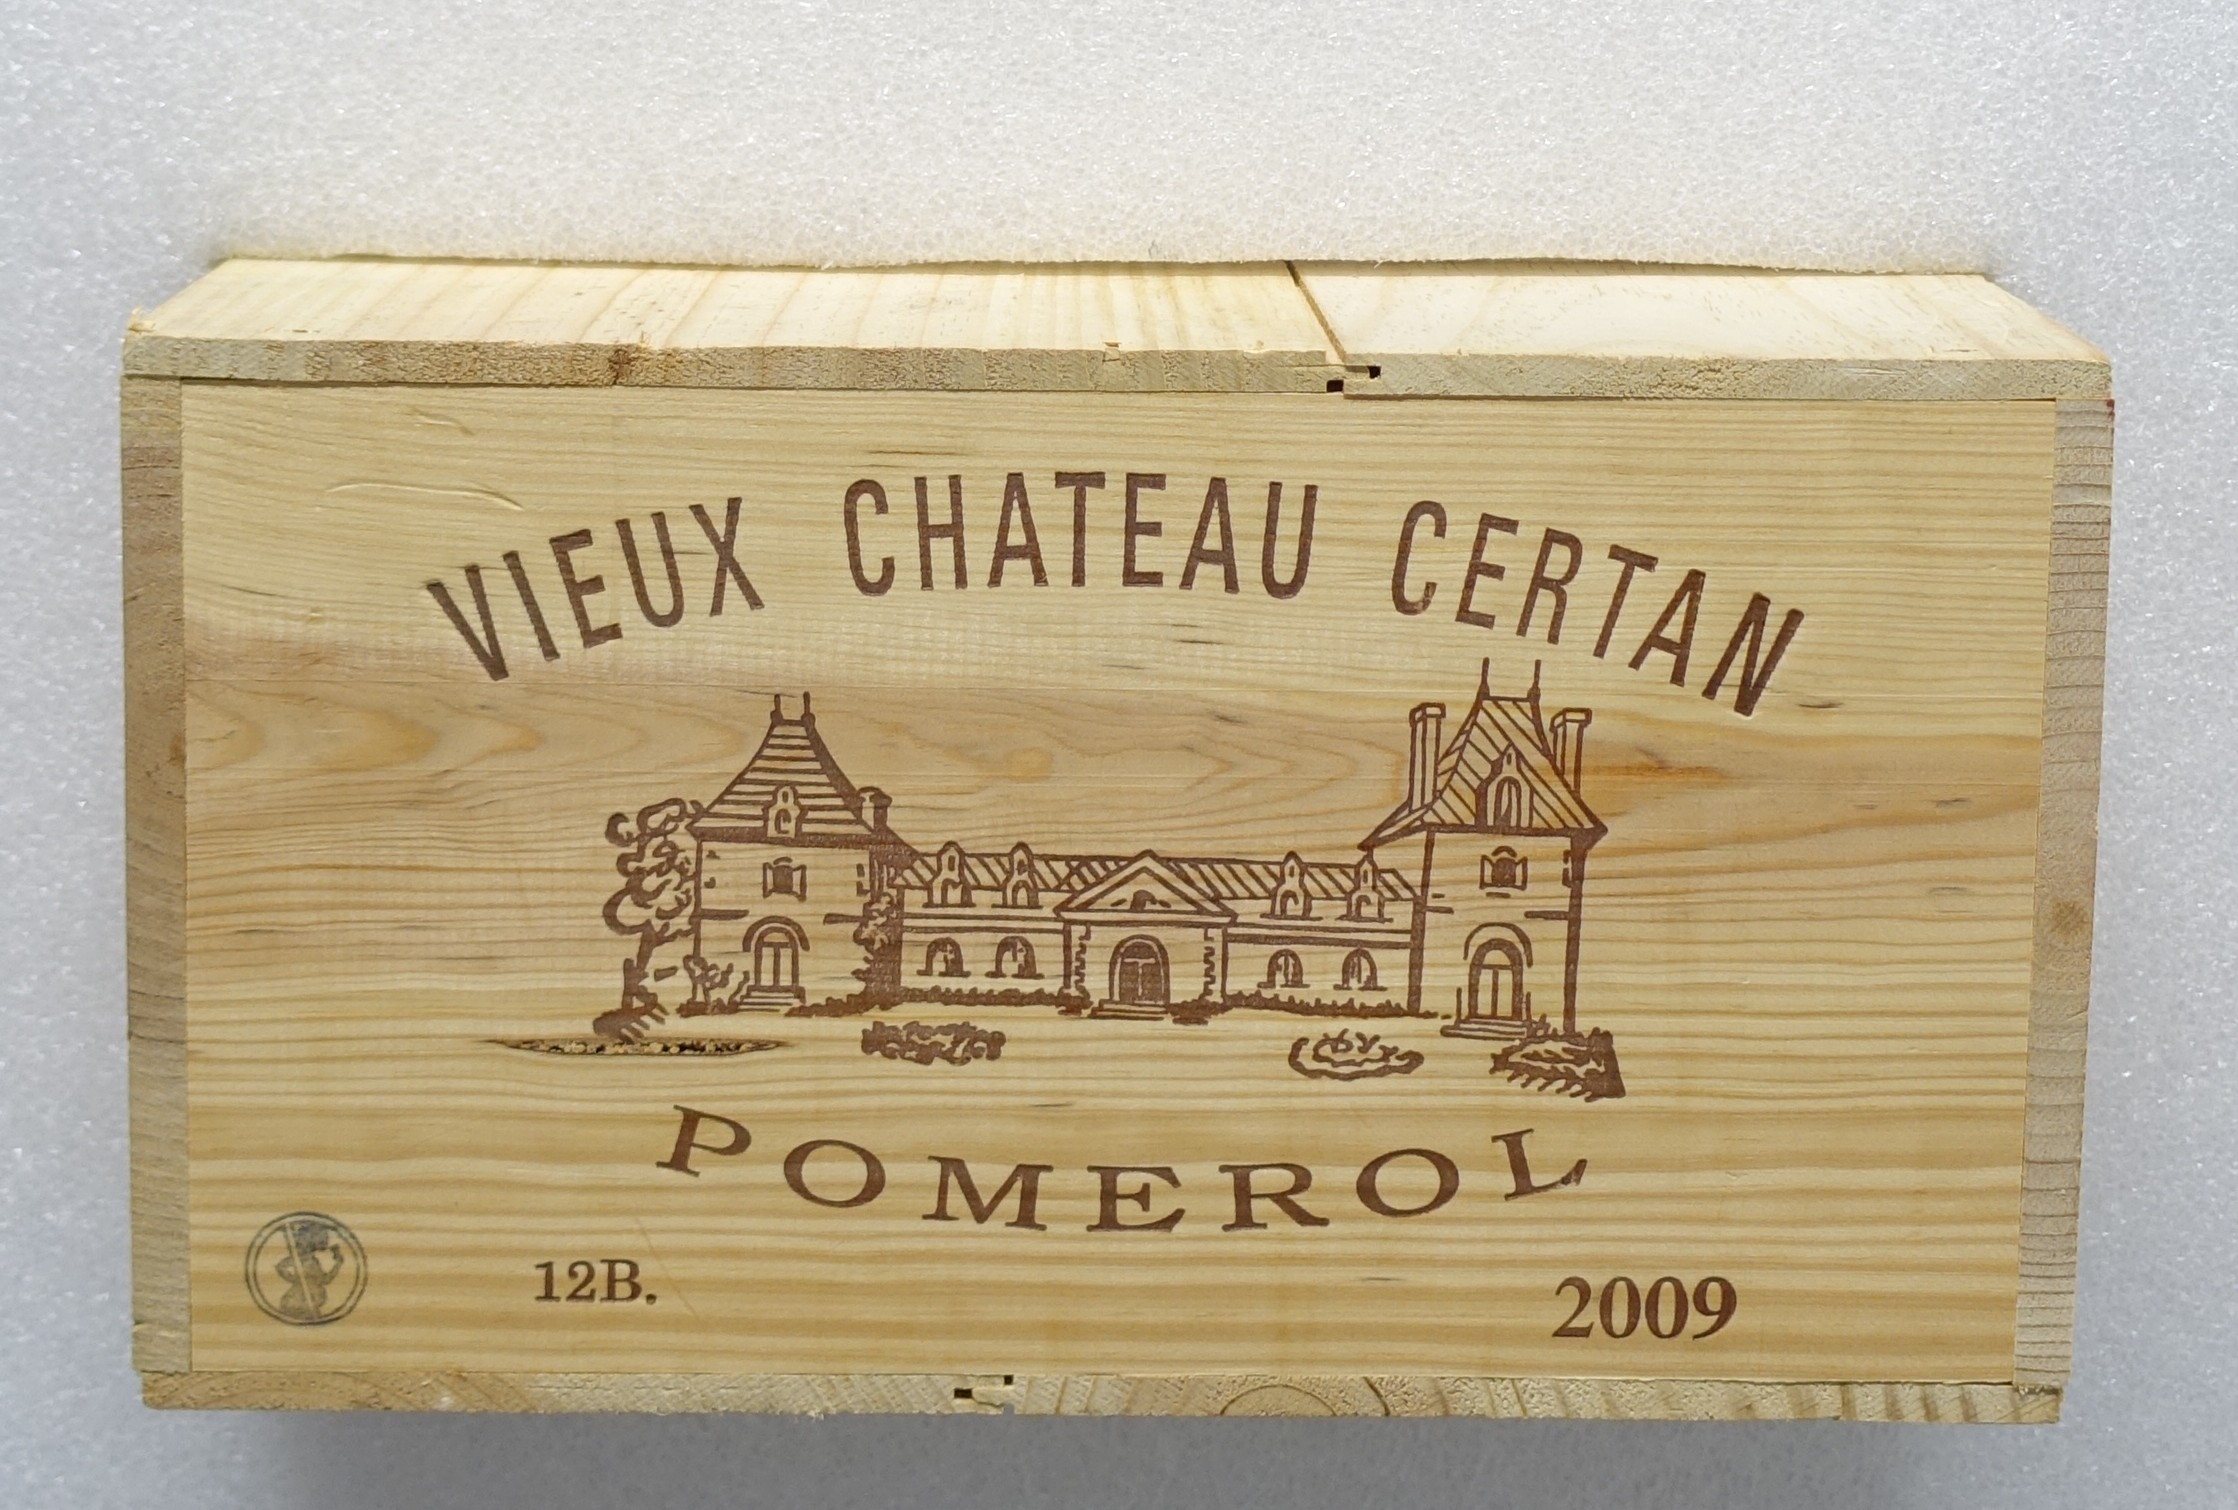 VIEUX CHATEAU CERTAN
POMEROL
12B.
2009